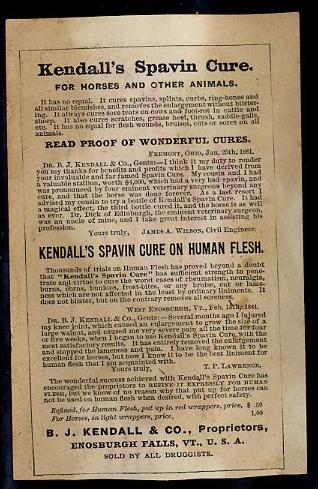 Kendall's Spavin Cure.
FOR HORSES AND OTHER ANIMALS.
It has no equal. It cures spavins, splints, curbs, ring-bones and
all similar blemishes, and removes the enlargement without blister-
ing. It always cures sore teats on cows and foot-rot in cattle and
sheep. It also cures scratches, grease heel, thrush, saddle-galls,
etc. It has no equal for flesh wounds, bruises, cuts or sores on all
animals.
READ PROOF OF WONDERFUL CURES.
FREMONT, OHIO, Jan. 25th, 1881.
DR. B. J. KENDALL & CO., Gents:—I think it my duty to render
you my thanks for benefits and profits which I have derived from
your invaluable and far famed Spavin Cure. My cousin and I had
a valuable stallion, worth $4,000, which had a very bad spavin, and
was pronounced by four eminent veterinary surgeons beyond any
cure, and that the horse was done forever. As a last resort I
advised my cousin to try a bottle of Kendall's Spavin Cure. It had
a magical effect; the third bottle cured it, and the horse is as well
as ever. Dr. Dick of Edinburgh, the eminent veterinary surgeon,
was an uncle of mine, and I take great interest in assisting his
profession.
Yours truly, JAMES A. WILSON, Civil Engineer.
KENDALL'S SPAVIN CURE ON HUMAN FLESH.
Thousands of trials on Human Flesh has proved beyond a doubt
that "Kendall's Spavin Cure" has sufficient strength to pene-
trate and virtue to cure the worst cases of rheumatism, neuralgia,
burns, corns, bunions, frost-bites, or any bruise, cut or lame-
ness which are not affected in the least by ordinary liniments. It
does not blister, but on the contrary removes all soreness.
WEST ENOSBURGH, VT., Feb. 15th, 1881.
DR. B. J. KENDALL & CO., Gents:—Several months ago I injured
my knee joint, which caused an enlargement to grow the size of a
large walnut, and caused me very severe pain all the time for four
or five weeks, when I began to use Kendall's Spavin Cure with the
most satisfactory results. It has entirely removed the enlargement
and stopped the lameness and pain. I have long known it to be
excellent for horses, but now I know it to be the best liniment for
human flesh that I am acquainted with.
Yours truly, T. P. LAWRENCE.
The wonderful success achieved with Kendall's Spavin Cure has
encouraged the proprietors to REFINE IT EXPRESSLY FOR HUMAN
FLESH, but we know of no reason why that put up for horses can
not be used on human flesh when desired, with perfect safety.
Refined, for Human Flesh, put up in red wrappers, price, $ .50
For Horses, in light wrappers, price, 1.00
B. J. KENDALL & CO., Proprietors,
ENOSBURGH FALLS, VT., U. S. A.
SOLD BY ALL DRUGGISTS.